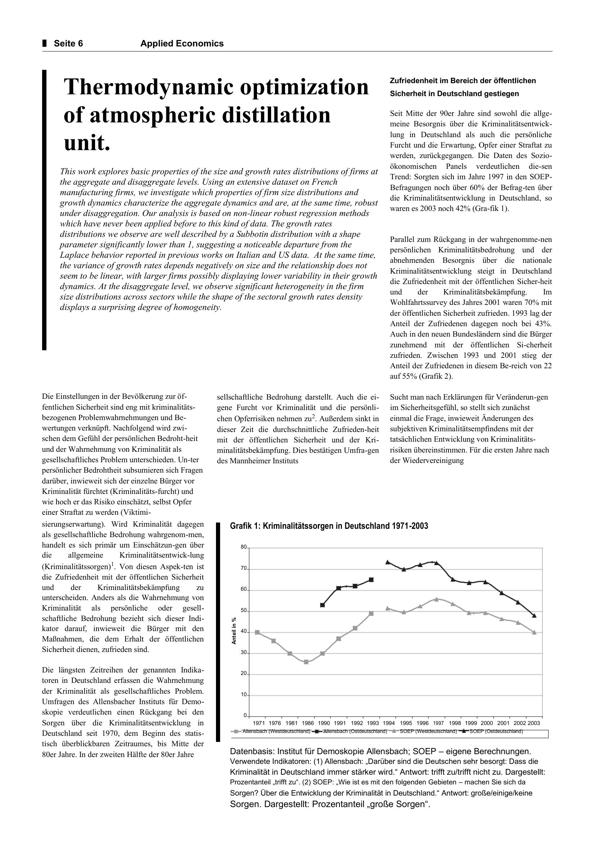 Seite 6 Applied Economics
Thermodynamic optimization
of atmospheric distillation
unit.
This work explores basic properties of the size and growth rates distributions of firms at
the aggregate and disaggregate levels. Using an extensive dataset on French
manufacturing firms, we investigate which properties of firm size distributions and
growth dynamics characterize the aggregate dynamics and are, at the same time, robust
under disaggregation. Our analysis is based on non-linear robust regression methods
which have never been applied before to this kind of data. The growth rates
distributions we observe are well described by a Subbotin distribution with a shape
parameter significantly lower than 1, suggesting a noticeable departure from the
Laplace behavior reported in previous works on Italian and US data. At the same time,
the variance of growth rates depends negatively on size and the relationship does not
seem to be linear, with larger firms possibly displaying lower variability in their growth
dynamics. At the disaggregate level, we observe significant heterogeneity in the firm
size distributions across sectors while the shape of the sectoral growth rates density
displays a surprising degree of homogeneity.
Zufriedenheit im Bereich der öffentlichen
Sicherheit in Deutschland gestiegen
Seit Mitte der 90er Jahre sind sowohl die allge-
meine Besorgnis über die Kriminalitätsentwick-
lung in Deutschland als auch die persönliche
Furcht und die Erwartung, Opfer einer Straftat zu
werden, zurückgegangen. Die Daten des Sozio-
ökonomischen Panels verdeutlichen die-sen
Trend: Sorgten sich im Jahre 1997 in den SOEP-
Befragungen noch über 60% der Befrag-ten über
die Kriminalitätsentwicklung in Deutschland, so
waren es 2003 noch 42% (Gra-fik 1).
Parallel zum Rückgang in der wahrgenomme-nen
persönlichen Kriminalitätsbedrohung und der
abnehmenden Besorgnis über die nationale
Kriminalitätsentwicklung steigt in Deutschland
die Zufriedenheit mit der öffentlichen Sicher-heit
und der Kriminalitätsbekämpfung. Im
Wohlfahrtssurvey des Jahres 2001 waren 70% mit
der öffentlichen Sicherheit zufrieden. 1993 lag der
Anteil der Zufriedenen dagegen noch bei 43%.
Auch in den neuen Bundesländern sind die Bürger
zunehmend mit der öffentlichen Si-cherheit
zufrieden. Zwischen 1993 und 2001 stieg der
Anteil der Zufriedenen in diesem Be-reich von 22
auf 55% (Grafik 2).
Die Einstellungen in der Bevölkerung zur öf-
fentlichen Sicherheit sind eng mit kriminalitäts-
bezogenen Problemwahrnehmungen und Be-
wertungen verknüpft. Nachfolgend wird zwi-
schen dem Gefühl der persönlichen Bedroht-heit
und der Wahrnehmung von Kriminalität als
gesellschaftliches Problem unterschieden. Un-ter
persönlicher Bedrohtheit subsumieren sich Fragen
darüber, inwieweit sich der einzelne Bürger vor
Kriminalität fürchtet (Kriminalitäts-furcht) und
wie hoch er das Risiko einschätzt, selbst Opfer
einer Straftat zu werden (Viktimi-
sierungserwartung). Wird Kriminalität dagegen
als gesellschaftliche Bedrohung wahrgenom-men,
handelt es sich primär um Einschätzun-gen über
die allgemeine Kriminalitätsentwick-lung
(Kriminalitätssorgen)1. Von diesen Aspek-ten ist
die Zufriedenheit mit der öffentlichen Sicherheit
und der Kriminalitätsbekämpfung zu
unterscheiden. Anders als die Wahrnehmung von
Kriminalität als persönliche oder gesell-
schaftliche Bedrohung bezieht sich dieser Indi-
kator darauf, inwieweit die Bürger mit den
Maßnahmen, die dem Erhalt der öffentlichen
Sicherheit dienen, zufrieden sind.
Die längsten Zeitreihen der genannten Indika-
toren in Deutschland erfassen die Wahrnehmung
der Kriminalität als gesellschaftliches Problem.
Umfragen des Allensbacher Instituts für Demo-
skopie verdeutlichen einen Rückgang bei den
Sorgen über die Kriminalitätsentwicklung in
Deutschland seit 1970, dem Beginn des statis-
tisch überblickbaren Zeitraumes, bis Mitte der
80er Jahre. In der zweiten Hälfte der 80er Jahre
sellschaftliche Bedrohung darstellt. Auch die ei-
gene Furcht vor Kriminalität und die persönli-
chen Opferrisiken nehmen zu2. Außerdem sinkt in
dieser Zeit die durchschnittliche Zufrieden-heit
mit der öffentlichen Sicherheit und der Kri-
minalitätsbekämpfung. Dies bestätigen Umfra-gen
des Mannheimer Instituts
Sucht man nach Erklärungen für Veränderun-gen
im Sicherheitsgefühl, so stellt sich zunächst
einmal die Frage, inwieweit Änderungen des
subjektiven Kriminalitätsempfindens mit der
tatsächlichen Entwicklung von Kriminalitäts-
risiken übereinstimmen. Für die ersten Jahre nach
der Wiedervereinigung
Grafik 1: Kriminalitätssorgen in Deutschland 1971-2003
Anteil in %
80
70
60
50
40
30
20
10
0
1971 1976 1981 1986 1990 1991 1992 1993 1994 1995 1996 1997 1998 1999 2000 2001 2002 2003
Allensbach (Westdeutschland) Allensbach (Ostdeutschland) SOEP (Westdeutschland) SOEP (Ostdeutschland)
Datenbasis: Institut für Demoskopie Allensbach; SOEP – eigene Berechnungen.
Verwendete Indikatoren: (1) Allensbach: „Darüber sind die Deutschen sehr besorgt: Dass die
Kriminalität in Deutschland immer stärker wird.“ Antwort: trifft zu/trifft nicht zu. Dargestellt:
Prozentanteil „trifft zu“. (2) SOEP: „Wie ist es mit den folgenden Gebieten – machen Sie sich da
Sorgen? Über die Entwicklung der Kriminalität in Deutschland.“ Antwort: große/einige/keine
Sorgen. Dargestellt: Prozentanteil „große Sorgen“.